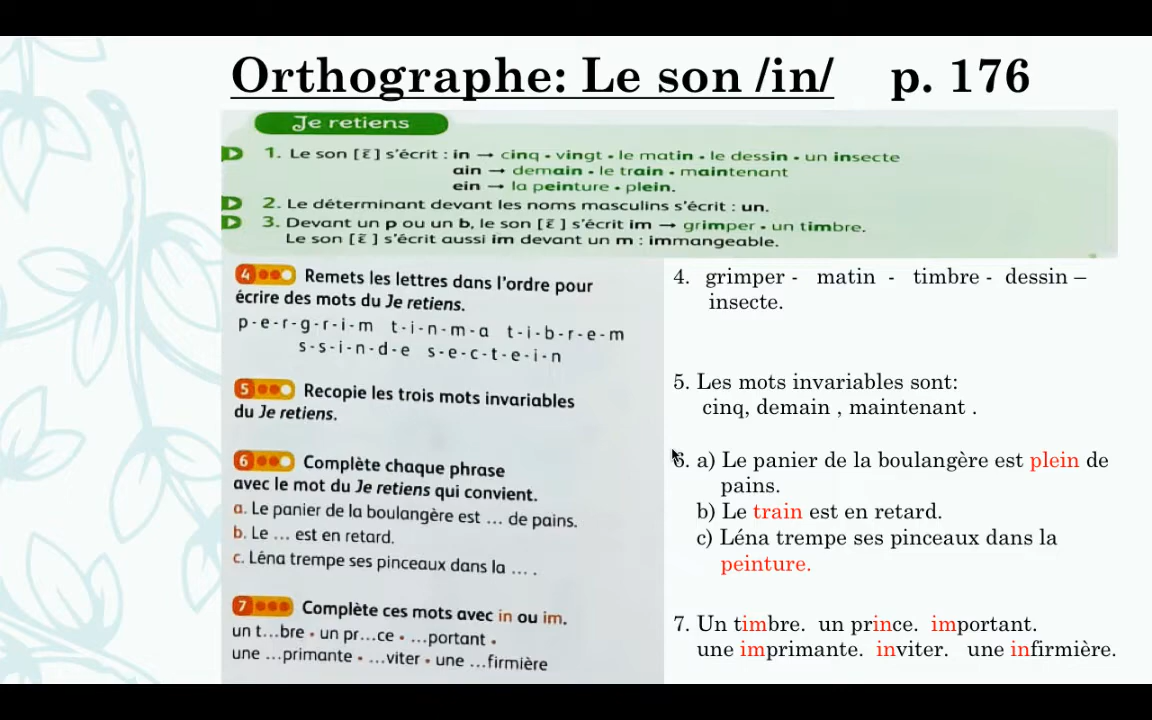 Orthographe: Le son /in/ p. 176
Je retiens
1. Le son [ɛ̃] s'écrit : in → cinq • vingt • le matin • le dessin • un insecte
ain → demain • le train • maintenant
ein → la peinture • plein.
2. Le déterminant devant les noms masculins s'écrit : un.
3. Devant un p ou un b, le son [ɛ̃] s'écrit im → grimper • un timbre.
Le son [ɛ̃] s'écrit aussi im devant un m : immangeable.
4 Remets les lettres dans l'ordre pour
écrire des mots du Je retiens.
p-e-r-g-r-i-m t-i-n-m-a t-i-b-r-e-m
s-s-i-n-d-e s-e-c-t-e-i-n
5 Recopie les trois mots invariables
du Je retiens.
6 Complète chaque phrase
avec le mot du Je retiens qui convient.
a. Le panier de la boulangère est ... de pains.
b. Le ... est en retard.
c. Léna trempe ses pinceaux dans la ... .
7 Complète ces mots avec in ou im.
un t...bre • un pr...ce • ...portant •
une ...primante • ...viter • une ...firmière
4. grimper - matin - timbre - dessin –
insecte.
5. Les mots invariables sont:
cinq, demain , maintenant .
6. a) Le panier de la boulangère est plein de
pains.
b) Le train est en retard.
c) Léna trempe ses pinceaux dans la
peinture.
7. Un timbre. un prince. important.
une imprimante. inviter. une infirmière.